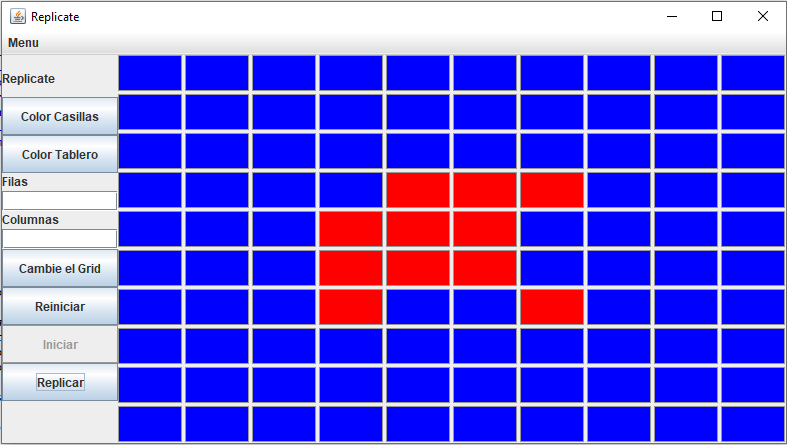 Replicate
Menu
Replicate
Color Casillas
Color Tablero
Filas
Columnas
Cambie el Grid
Reiniciar
Iniciar
Replicar